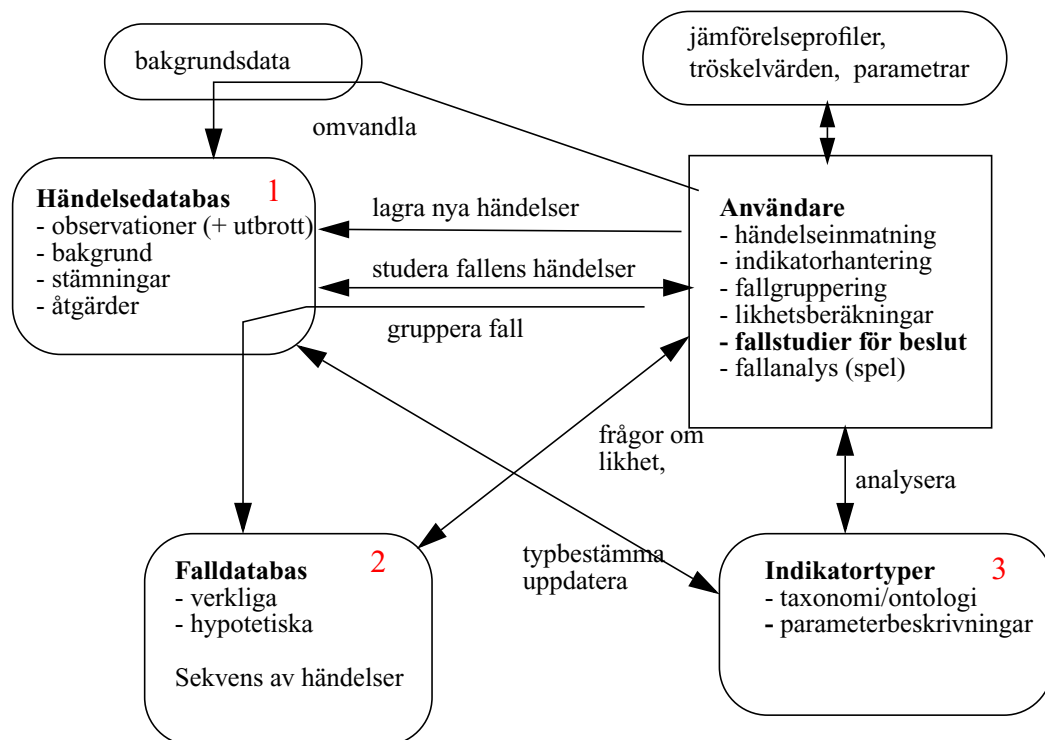 bakgrundsdata
jämförelseprofiler,
tröskelvärden, parametrar
omvandla
Händelsedatabas 1
- observationer (+ utbrott)
- bakgrund
- stämningar
- åtgärder
lagra nya händelser
studera fallens händelser
gruppera fall
Användare
- händelseinmatning
- indikatorhantering
- fallgruppering
- likhetsberäkningar
- fallstudier för beslut
- fallanalys (spel)
frågor om
likhet,
analysera
typbestämma
uppdatera
Falldatabas 2
- verkliga
- hypotetiska
Sekvens av händelser
Indikatortyper 3
- taxonomi/ontologi
- parameterbeskrivningar